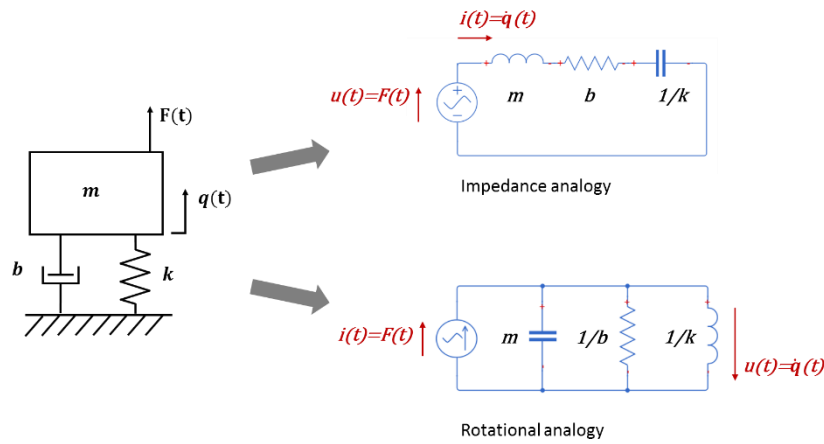 F(t)
m
q(t)
b
k
i(t)=q̇(t)
u(t)=F(t)
m
b
1/k
Impedance analogy
i(t)=F(t)
m
1/b
1/k
u(t)=q̇(t)
Rotational analogy